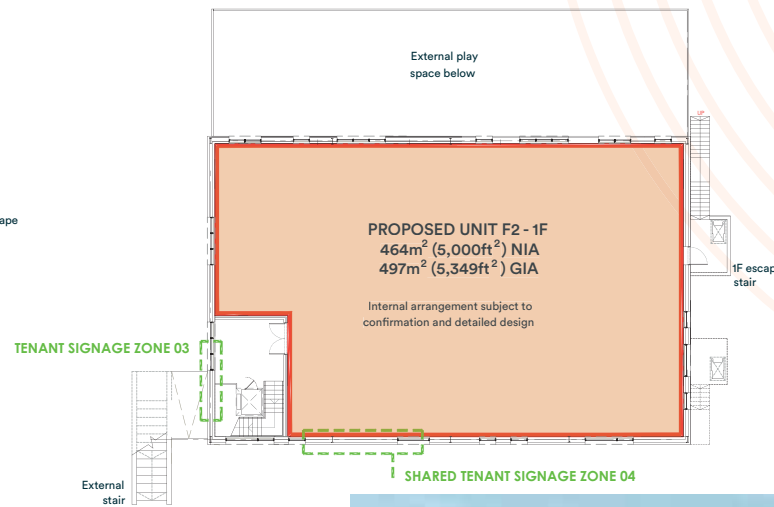 External play
space below
UP
ape
PROPOSED UNIT F2 - 1F
464m² (5,000ft²) NIA
497m² (5,349ft²) GIA
1F escap
stair
Internal arrangement subject to
confirmation and detailed design
TENANT SIGNAGE ZONE 03
SHARED TENANT SIGNAGE ZONE 04
External
stair